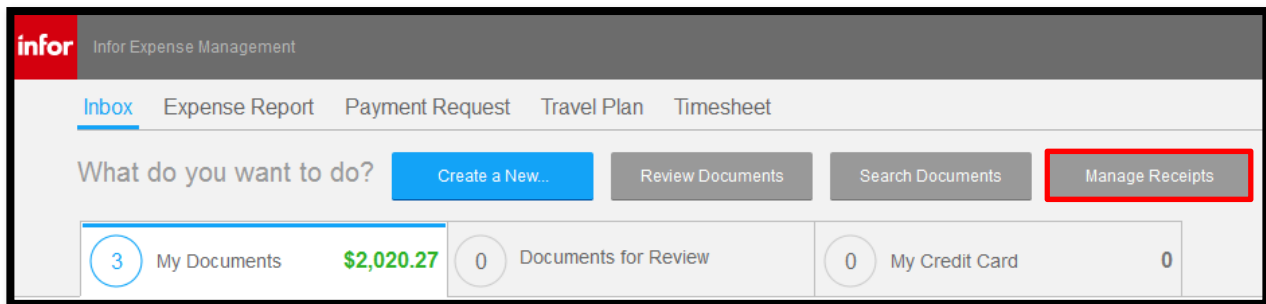 infor Infor Expense Management
Inbox Expense Report Payment Request Travel Plan Timesheet
What do you want to do? Create a New... Review Documents Search Documents Manage Receipts
3 My Documents $2,020.27 0 Documents for Review 0 My Credit Card 0